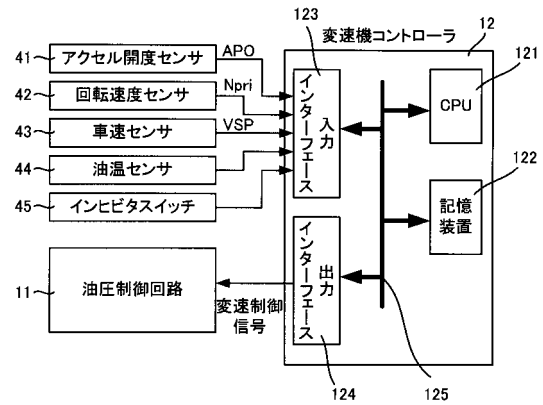 123
変速機コントローラ
12
121
41
アクセル開度センサ
APO
42
回転速度センサ
Npri
43
車速センサ
VSP
44
油温センサ
45
インヒビタスイッチ
入力
インターフェース
CPU
122
記憶
装置
11
油圧制御回路
変速制御
信号
出力
インターフェース
124
125